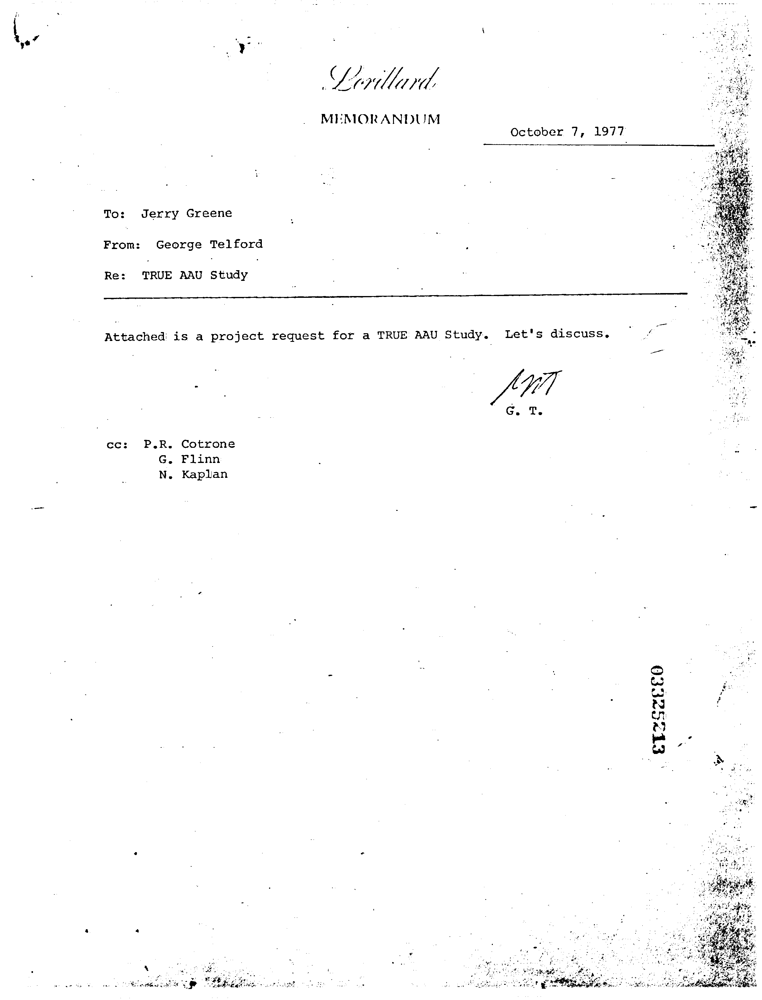 Lorillard
MEMORANDUM
October 7, 1977
To: Jerry Greene
From: George Telford
Re: TRUE AAU Study
Attached is a project request for a TRUE AAU Study. Let's discuss.
G. T.
cc: P.R. Cotrone
G. Flinn
N. Kaplan
03325213